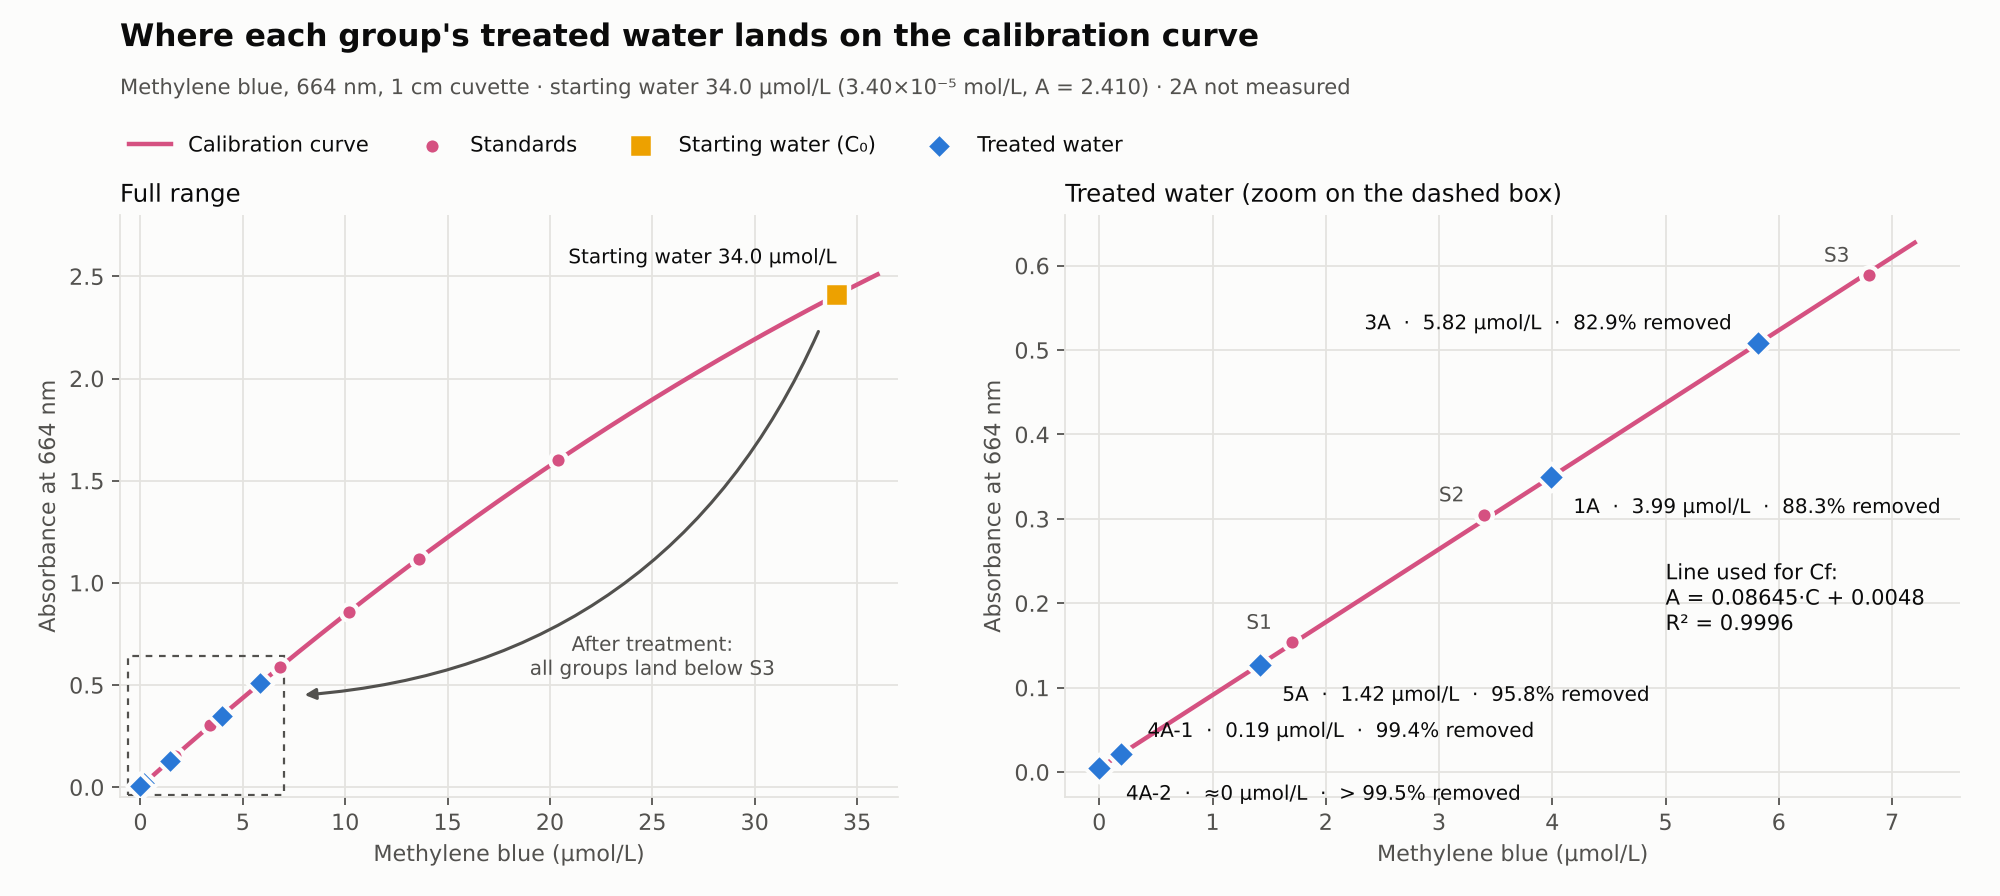 Where each group's treated water lands on the calibration curve
Methylene blue, 664 nm, 1 cm cuvette · starting water 34.0 µmol/L (3.40×10⁻⁵ mol/L, A = 2.410) · 2A not measured
Calibration curve
Standards
Starting water (C₀)
Treated water
Full range
Starting water 34.0 µmol/L
After treatment:
all groups land below S3
Absorbance at 664 nm
2.5
2.0
1.5
1.0
0.5
0.0
0 5 10 15 20 25 30 35
Methylene blue (µmol/L)
Treated water (zoom on the dashed box)
S3
3A · 5.82 µmol/L · 82.9% removed
S2
1A · 3.99 µmol/L · 88.3% removed
Line used for Cf:
A = 0.08645·C + 0.0048
R² = 0.9996
S1
5A · 1.42 µmol/L · 95.8% removed
4A-1 · 0.19 µmol/L · 99.4% removed
4A-2 · ≈0 µmol/L · > 99.5% removed
Absorbance at 664 nm
0.6
0.5
0.4
0.3
0.2
0.1
0.0
0 1 2 3 4 5 6 7
Methylene blue (µmol/L)